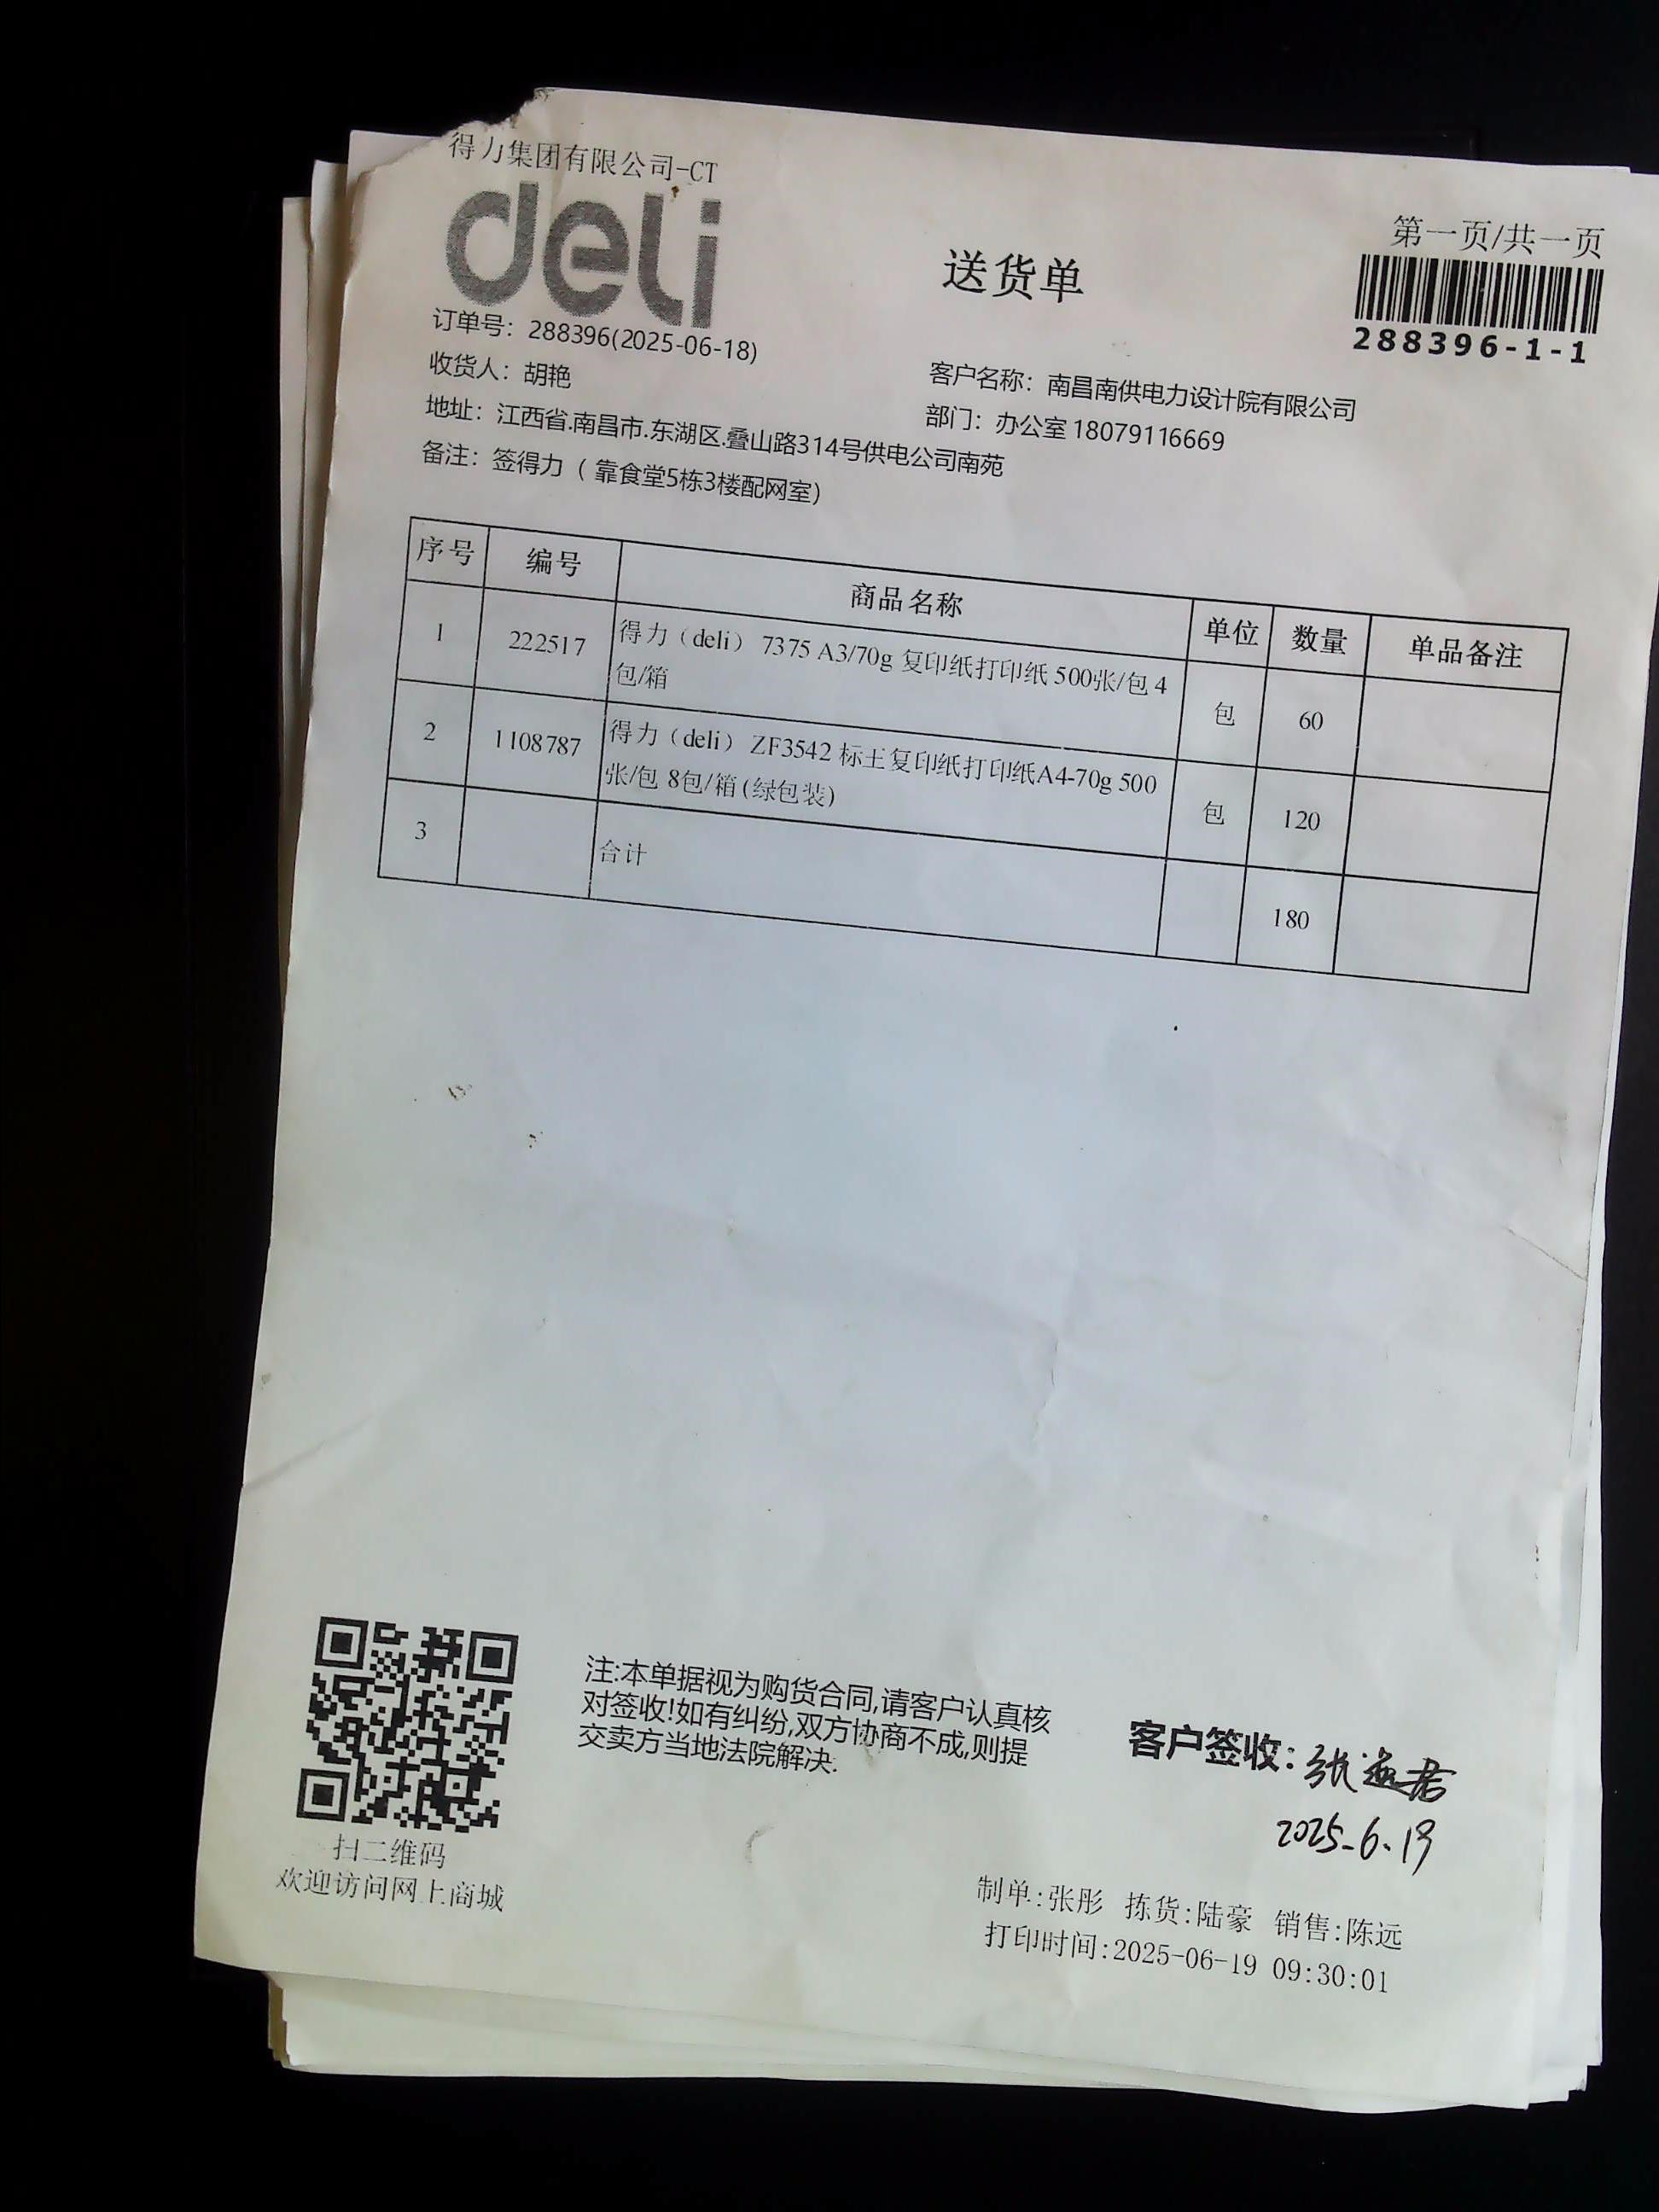 得力集团有限公司-CT
deli
第一页/共一页
送货单
288396-1-1
订单号：288396(2025-06-18)
收货人：胡艳
客户名称：南昌南供电力设计院有限公司
地址：江西省.南昌市.东湖区.叠山路314号供电公司南苑
部门：办公室 18079116669
备注：签得力（靠食堂5栋3楼配网室）
序号 编号 商品名称 单位 数量 单品备注
1 222517 得力（deli） 7375 A3/70g 复印纸打印纸 500张/包 4
包/箱 包 60
2 1108787 得力（deli） ZF3542 标王复印纸打印纸A4-70g 500
张/包 8包/箱 (绿包装) 包 120
3 合计 180
注:本单据视为购货合同,请客户认真核
对签收!如有纠纷,双方协商不成,则提
交卖方当地法院解决.
客户签收: 张
2025-6.19
扫二维码
欢迎访问网上商城
制单:张彤 拣货:陆豪 销售:陈远
打印时间:2025-06-19 09:30:01